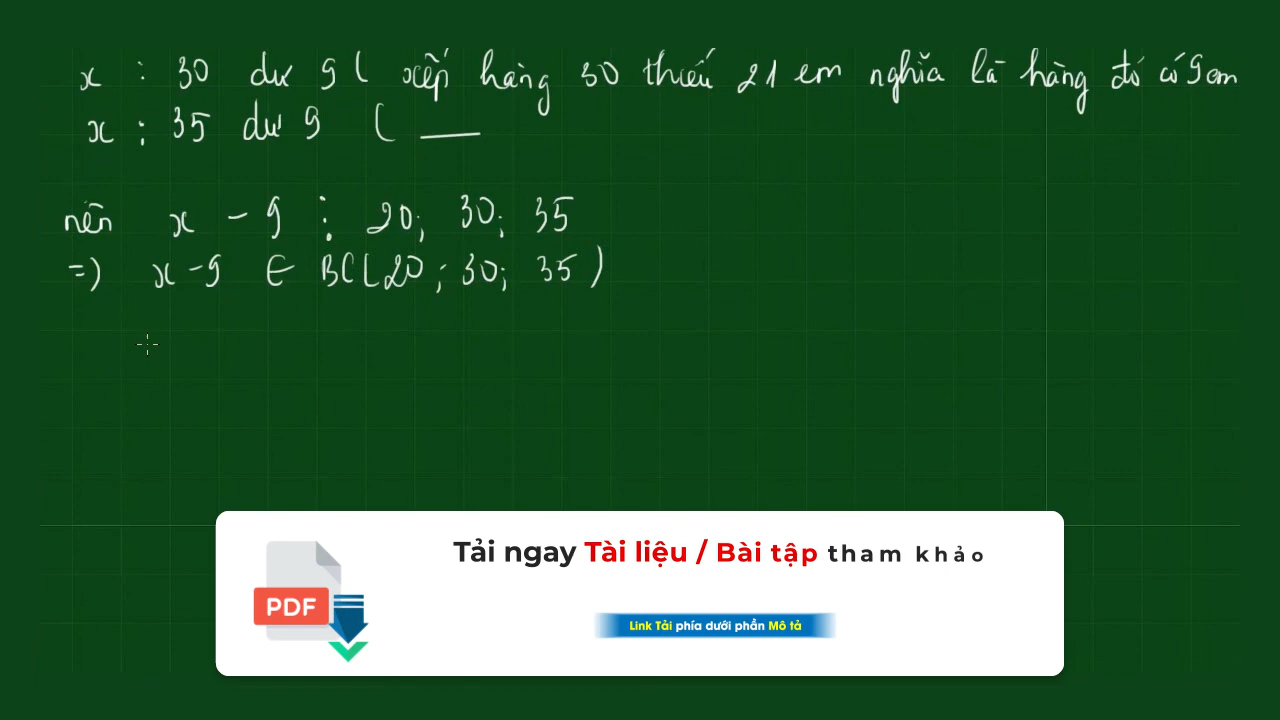 x : 30 dư 9 ( xếp hàng 30 thiếu 21 em nghĩa là hàng đó có 9 em
x : 35 dư 9 ( __
nên x - 9 ⋮ 20; 30; 35
=) x - 9 ∈ BC(20; 30; 35)
Tải ngay Tài liệu / Bài tập tham khảo
PDF
Link Tải phía dưới phần Mô tả